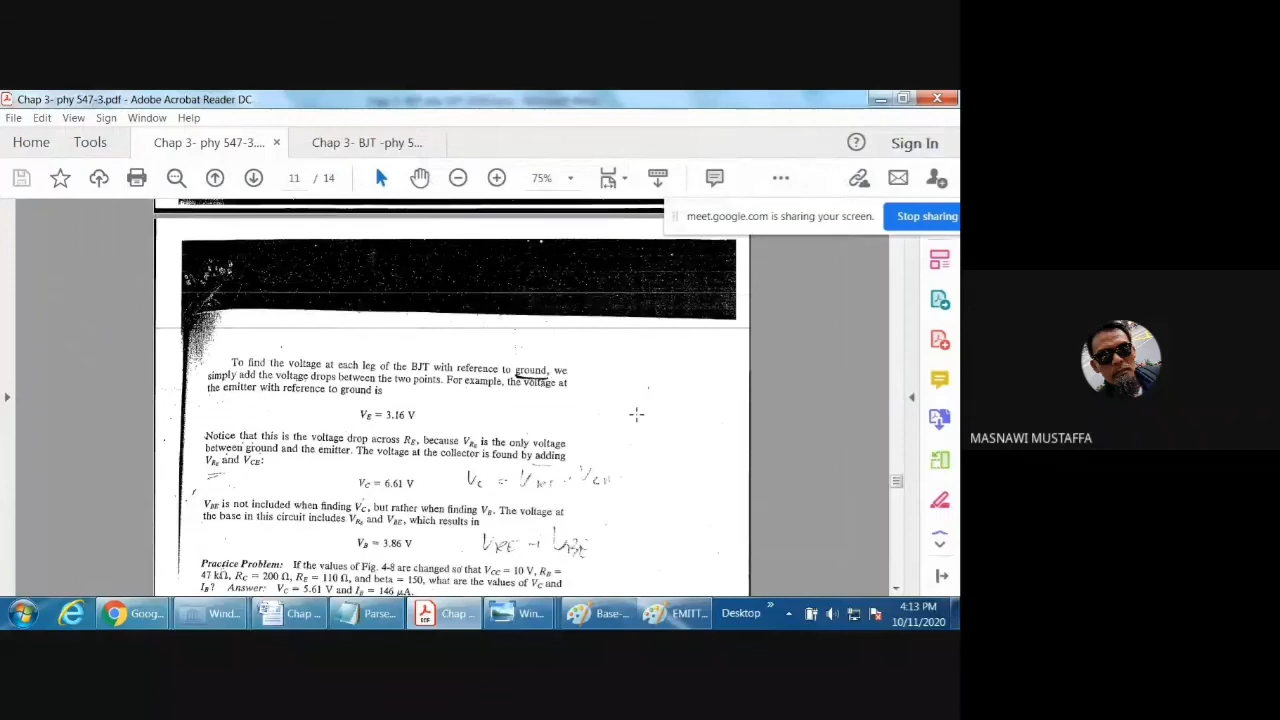 Chap 3- phy 547-3.pdf - Adobe Acrobat Reader DC
File Edit View Sign Window Help
Home Tools Chap 3- phy 547-3.... × Chap 3- BJT -phy 5... Sign In
11 / 14 75%
meet.google.com is sharing your screen. Stop sharing
To find the voltage at each leg of the BJT with reference to ground, we
simply add the voltage drops between the two points. For example, the voltage at
the emitter with reference to ground is
VE = 3.16 V
Notice that this is the voltage drop across RE, because VRE is the only voltage
between ground and the emitter. The voltage at the collector is found by adding
VRE and VCE:
VC = 6.61 V
VBE is not included when finding VC, but rather when finding VB. The voltage at
the base in this circuit includes VRE and VBE, which results in
VB = 3.86 V
VRE + VBE
Practice Problem: If the values of Fig. 4-8 are changed so that VCC = 10 V, RB =
47 kΩ, RC = 200 Ω, RE = 110 Ω, and beta = 150, what are the values of VC and
IB? Answer: VC = 5.61 V and IB = 146 μA.
MASNAWI MUSTAFFA
Goog... Wind... Chap ... Parse... Chap ... Win... Base-... EMITT... Desktop »
4:13 PM
10/11/2020